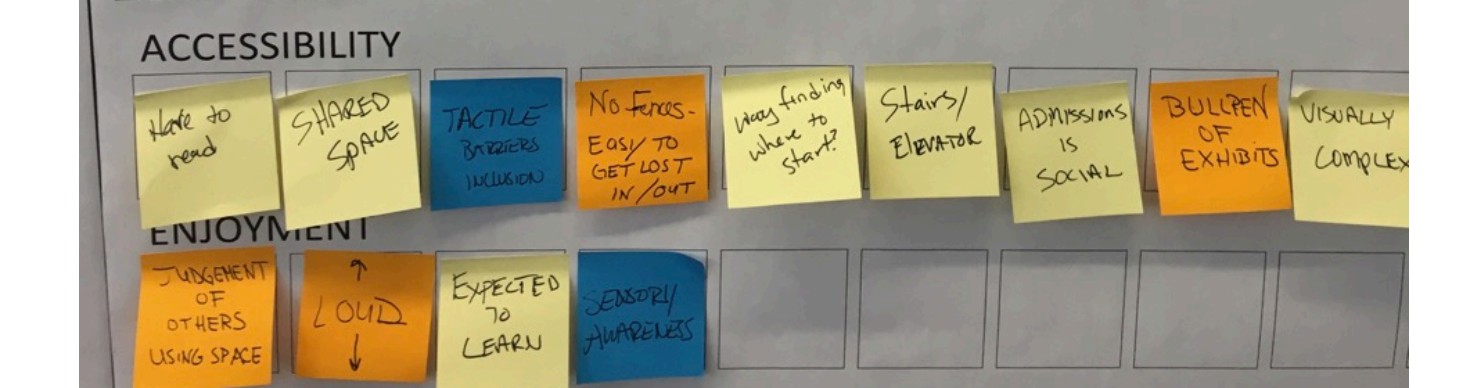 ACCESSIBILITY
Have to
read
SHARED
SPACE
TACTILE
BARRIERS
INCLUSION
No Fences-
EASY TO
GET LOST
IN/OUT
way finding
where to
start?
Stairs/
ELEVATOR
ADMISSIONS
IS
SOCIAL
BULLPEN
OF
EXHIBITS
VISUALLY
COMPLEX
ENJOYMENT
JUDGEMENT
OF
OTHERS
USING SPACE
LOUD
EXPECTED
TO
LEARN
SENSORY/
AWARENESS